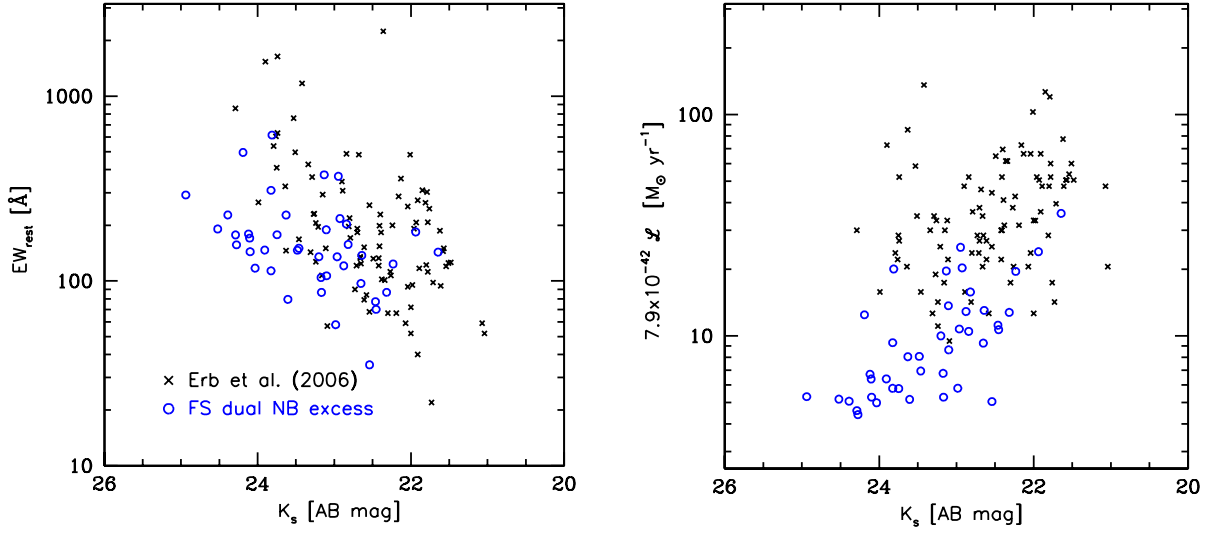 1000
100
10
EW_rest [Å]
× Erb et al. (2006)
○ FS dual NB excess
26 24 22 20
K_s [AB mag]
100
10
7.9×10⁻⁴² ℒ [M⊙ yr⁻¹]
26 24 22 20
K_s [AB mag]